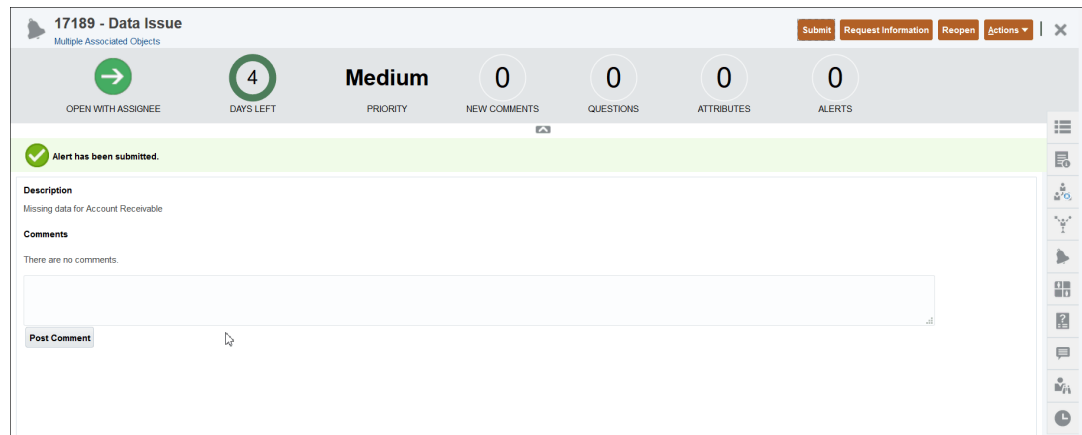 17189 - Data Issue
Multiple Associated Objects
Submit Request Information Reopen Actions
4 Medium 0 0 0 0
OPEN WITH ASSIGNEE DAYS LEFT PRIORITY NEW COMMENTS QUESTIONS ATTRIBUTES ALERTS
Alert has been submitted.
Description
Missing data for Account Receivable
Comments
There are no comments.
Post Comment